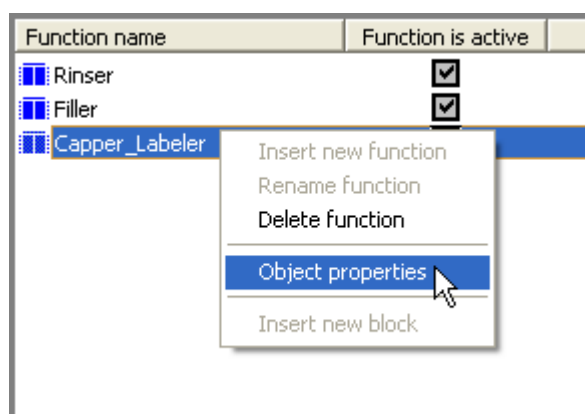 Function name Function is active
Rinser
Filler
Capper_Labeler
Insert new function
Rename function
Delete function
Object properties
Insert new block